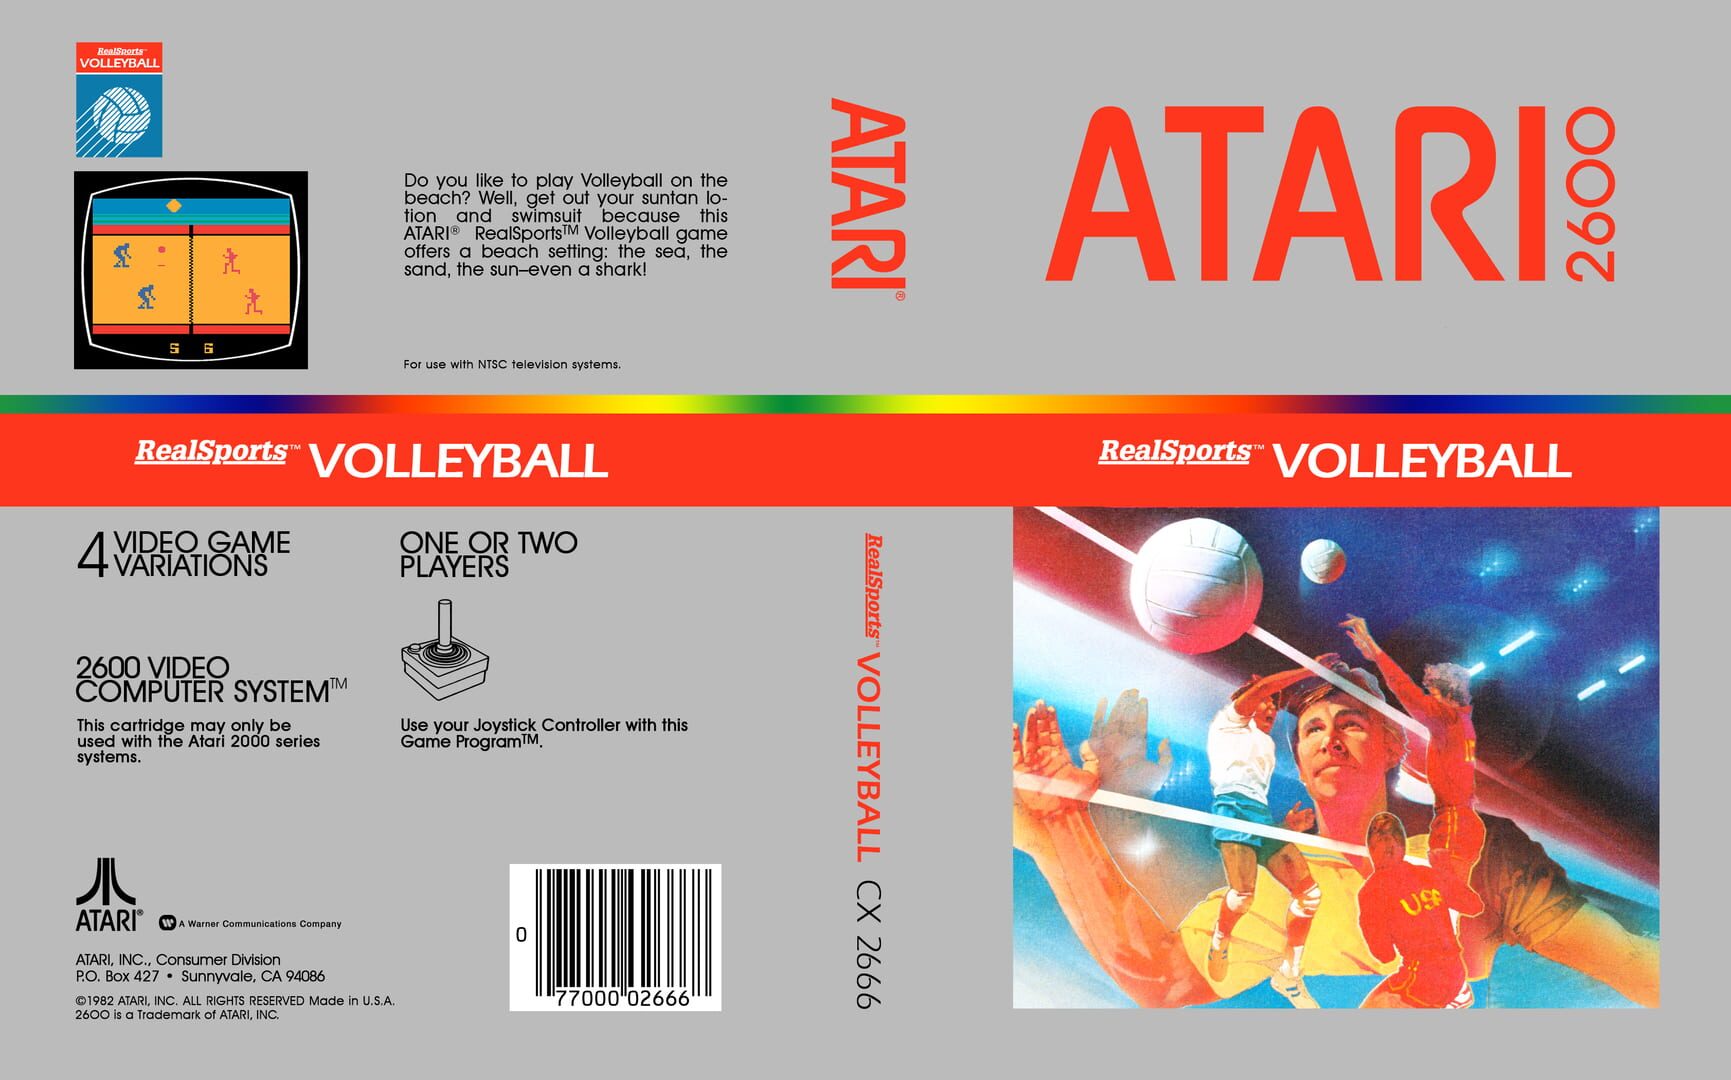 RealSports™
VOLLEYBALL
5 6
Do you like to play Volleyball on the
beach? Well, get out your suntan lo-
tion and swimsuit because this
ATARI® RealSports™ Volleyball game
offers a beach setting: the sea, the
sand, the sun–even a shark!
For use with NTSC television systems.
RealSports™ VOLLEYBALL
4 VIDEO GAME
VARIATIONS
ONE OR TWO
PLAYERS
2600 VIDEO
COMPUTER SYSTEM™
This cartridge may only be
used with the Atari 2000 series
systems.
Use your Joystick Controller with this
Game Program™.
ATARI®
W A Warner Communications Company
ATARI, INC., Consumer Division
P.O. Box 427 • Sunnyvale, CA 94086
©1982 ATARI, INC. ALL RIGHTS RESERVED Made in U.S.A.
2600 is a Trademark of ATARI, INC.
0 77000 02666
ATARI®
RealSports™ VOLLEYBALL CX 2666
ATARI 2600
RealSports™ VOLLEYBALL
USA